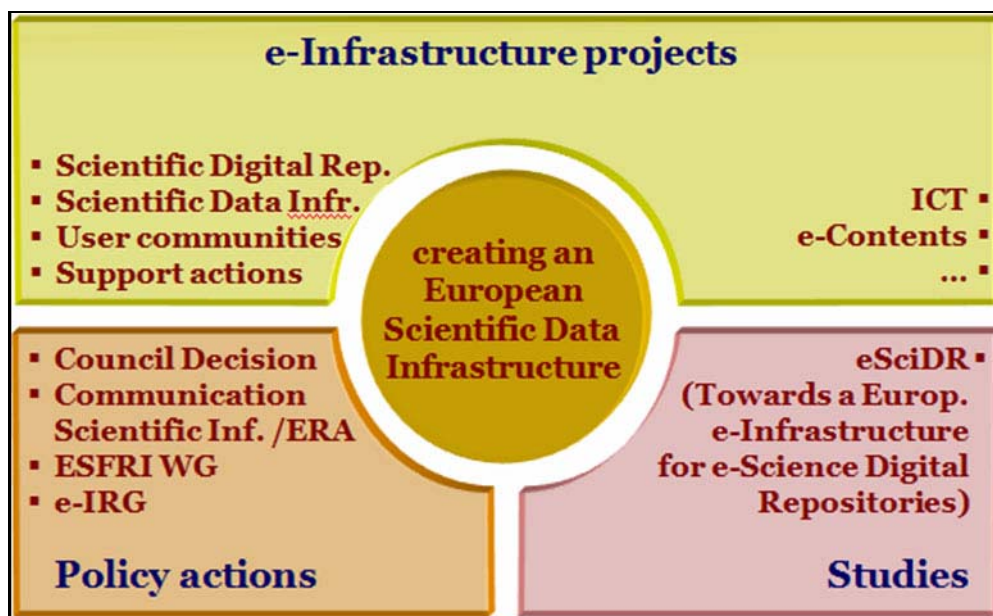 e-Infrastructure projects
▪ Scientific Digital Rep.
▪ Scientific Data Infr.
▪ User communities
▪ Support actions
ICT ▪
e-Contents ▪
... ▪
creating an
European
Scientific Data
Infrastructure
▪ Council Decision
▪ Communication
Scientific Inf. /ERA
▪ ESFRI WG
▪ e-IRG
Policy actions
eSciDR ▪
(Towards a Europ.
e-Infrastructure
for e-Science Digital
Repositories)
Studies